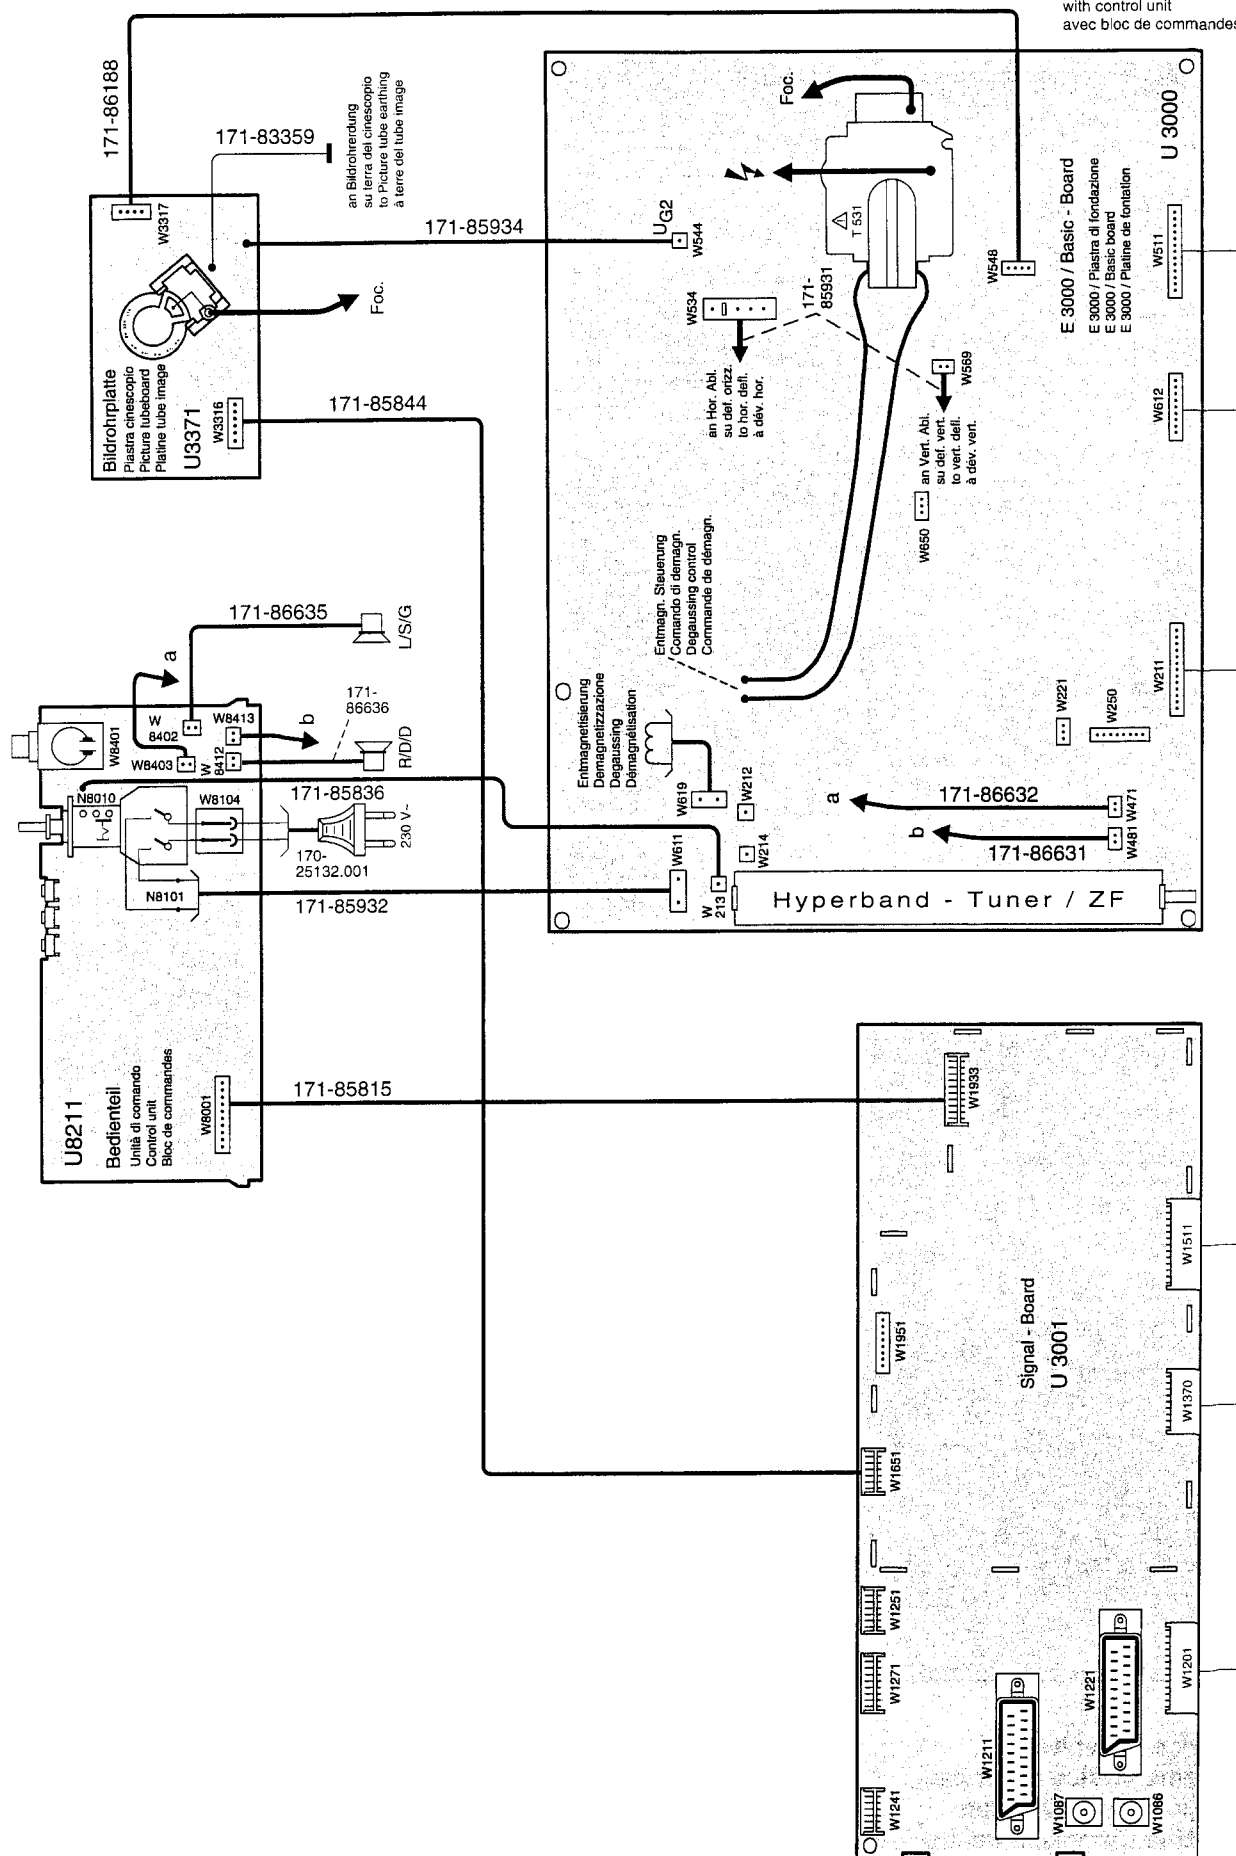 with control unit
avec bloc de commandes
171-86188
171-83359
an Bildrohrerdung
su terra del cinescopio
to Picture tube earthing
à terre del tube image
W3317
Foc.
Bildrohrplatte
Piastra cinescopio
Picture tubeboard
Platine tube image
U3371
W3316
171-85934
171-85844
UG2
W544
Foc.
T 531
W534
171-
85931
W548
an Hor. Abl.
su def. orizz.
to hor. defl.
à dév. hor.
W569
an Vert. Abl.
su def. vert.
to vert. defl.
à dév. vert.
W650
E 3000 / Basic - Board
E 3000 / Piastra di fondazione
E 3000 / Basic board
E 3000 / Platine de fontation
U 3000
W511
W612
W211
Entmagn. Steuerung
Comando di demagn.
Degaussing control
Commande de démagn.
Entmagnetisierung
Demagnetizzazione
Degaussing
Démagnétisation
W619
W212
W214
W611
W
213
W221
W250
a
171-86632
W471
b
171-86631
W481
Hyperband - Tuner / ZF
171-86635
L/S/G
a
W8401
W
8402
W8403
W8413
W
8412
b
171-
86636
R/D/D
N8010
W8104
171-85836
230 V~
170-
25132.001
N8101
171-85932
U8211
Bedienteil
Unità di comando
Control unit
Bloc de commandes
W8001
171-85815
W1933
W1951
Signal - Board
U 3001
W1511
W1370
W1651
W1251
W1271
W1241
W1211
W1221
W1201
W1087
W1086